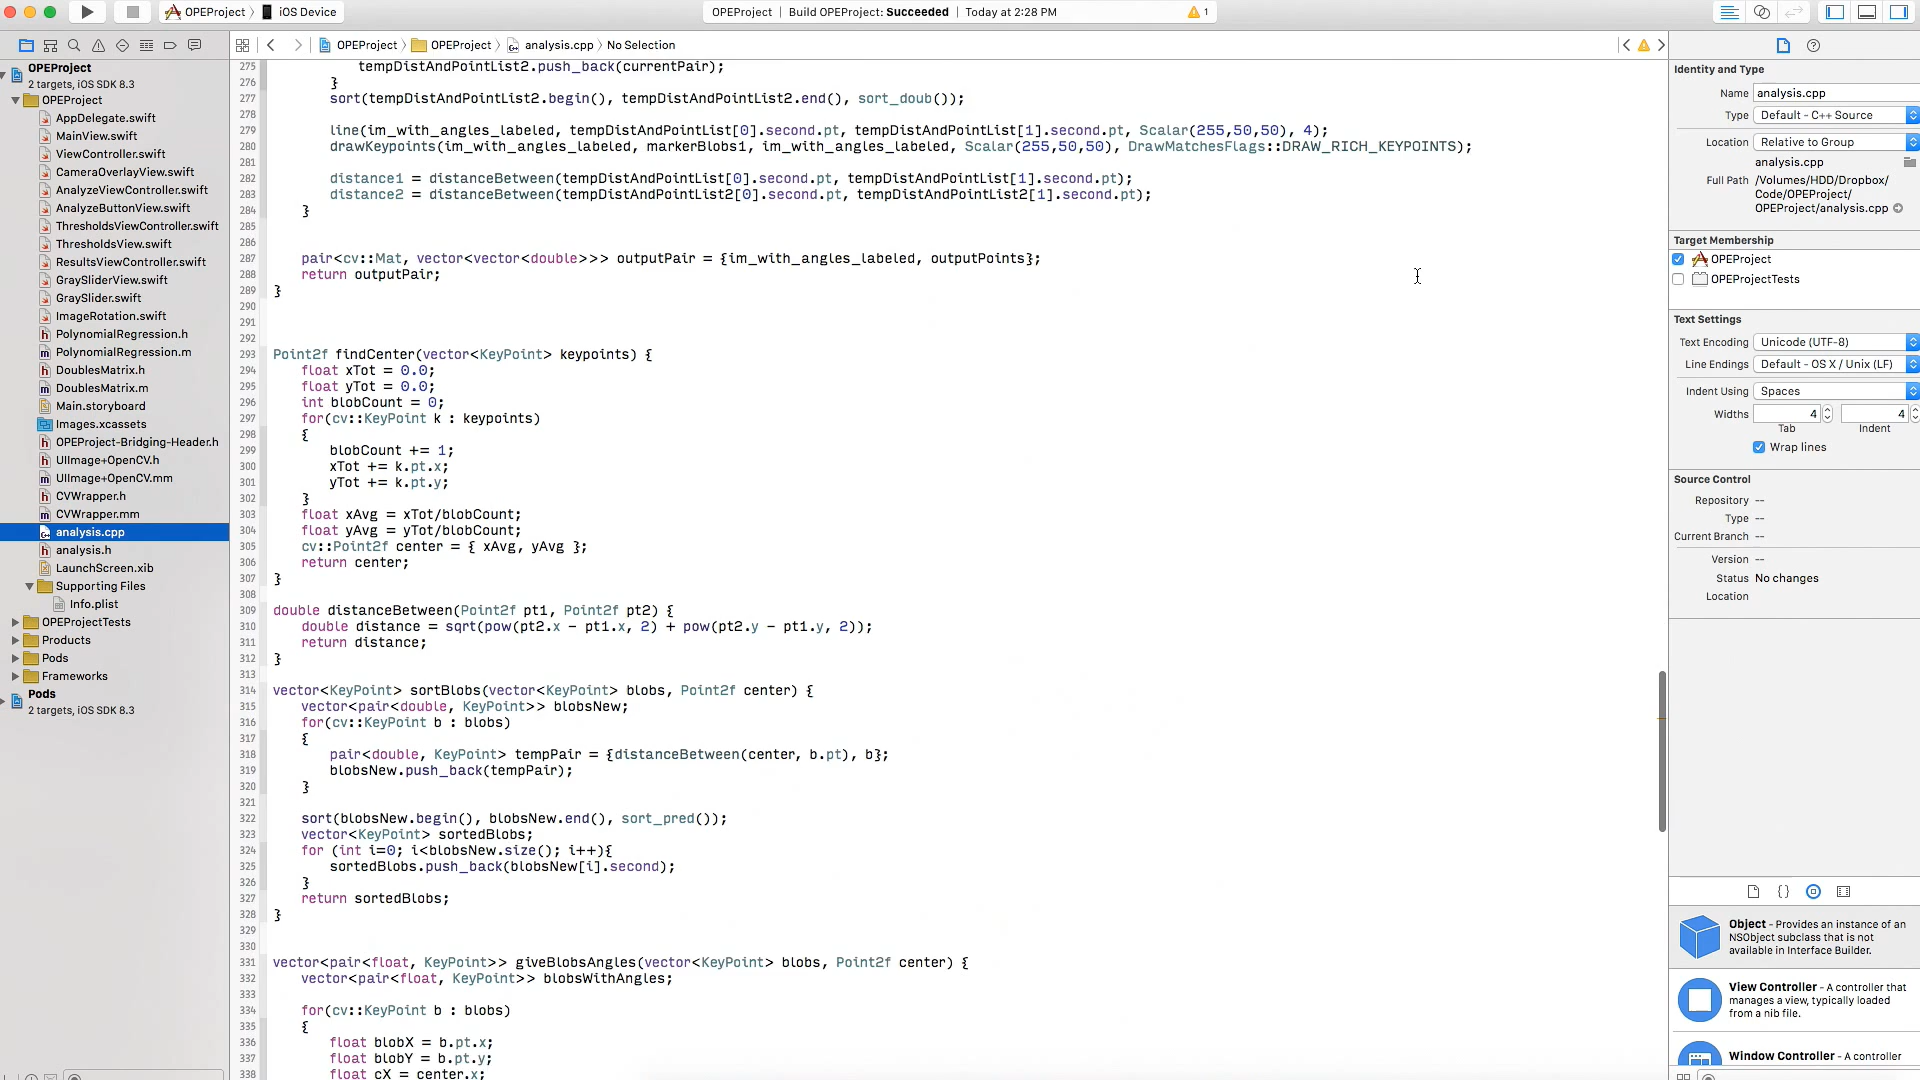 OPEProject
iOS Device
OPEProject | Build OPEProject: Succeeded | Today at 2:28 PM
1
OPEProject
OPEProject
analysis.cpp
No Selection
OPEProject
2 targets, iOS SDK 8.3
OPEProject
AppDelegate.swift
MainView.swift
ViewController.swift
CameraOverlayView.swift
AnalyzeViewController.swift
AnalyzeButtonView.swift
ThresholdsViewController.swift
ThresholdsView.swift
ResultsViewController.swift
GraySliderView.swift
GraySlider.swift
ImageRotation.swift
PolynomialRegression.h
PolynomialRegression.m
DoublesMatrix.h
DoublesMatrix.m
Main.storyboard
Images.xcassets
OPEProject-Bridging-Header.h
UIImage+OpenCV.h
UIImage+OpenCV.mm
CVWrapper.h
CVWrapper.mm
analysis.cpp
analysis.h
LaunchScreen.xib
Supporting Files
Info.plist
OPEProjectTests
Products
Pods
Frameworks
Pods
2 targets, iOS SDK 8.3
275 tempDistAndPointList2.push_back(currentPair);
276 }
277 sort(tempDistAndPointList2.begin(), tempDistAndPointList2.end(), sort_doub());
278
279 line(im_with_angles_labeled, tempDistAndPointList[0].second.pt, tempDistAndPointList[1].second.pt, Scalar(255,50,50), 4);
280 drawKeypoints(im_with_angles_labeled, markerBlobs1, im_with_angles_labeled, Scalar(255,50,50), DrawMatchesFlags::DRAW_RICH_KEYPOINTS);
281
282 distance1 = distanceBetween(tempDistAndPointList[0].second.pt, tempDistAndPointList[1].second.pt);
283 distance2 = distanceBetween(tempDistAndPointList2[0].second.pt, tempDistAndPointList2[1].second.pt);
284 }
285
286
287 pair<cv::Mat, vector<vector<double>>> outputPair = {im_with_angles_labeled, outputPoints};
288 return outputPair;
289 }
290
291
292
293 Point2f findCenter(vector<KeyPoint> keypoints) {
294 float xTot = 0.0;
295 float yTot = 0.0;
296 int blobCount = 0;
297 for(cv::KeyPoint k : keypoints)
298 {
299 blobCount += 1;
300 xTot += k.pt.x;
301 yTot += k.pt.y;
302 }
303 float xAvg = xTot/blobCount;
304 float yAvg = yTot/blobCount;
305 cv::Point2f center = { xAvg, yAvg };
306 return center;
307 }
308
309 double distanceBetween(Point2f pt1, Point2f pt2) {
310 double distance = sqrt(pow(pt2.x - pt1.x, 2) + pow(pt2.y - pt1.y, 2));
311 return distance;
312 }
313
314 vector<KeyPoint> sortBlobs(vector<KeyPoint> blobs, Point2f center) {
315 vector<pair<double, KeyPoint>> blobsNew;
316 for(cv::KeyPoint b : blobs)
317 {
318 pair<double, KeyPoint> tempPair = {distanceBetween(center, b.pt), b};
319 blobsNew.push_back(tempPair);
320 }
321
322 sort(blobsNew.begin(), blobsNew.end(), sort_pred());
323 vector<KeyPoint> sortedBlobs;
324 for (int i=0; i<blobsNew.size(); i++){
325 sortedBlobs.push_back(blobsNew[i].second);
326 }
327 return sortedBlobs;
328 }
329
330
331 vector<pair<float, KeyPoint>> giveBlobsAngles(vector<KeyPoint> blobs, Point2f center) {
332 vector<pair<float, KeyPoint>> blobsWithAngles;
333
334 for(cv::KeyPoint b : blobs)
335 {
336 float blobX = b.pt.x;
337 float blobY = b.pt.y;
338 float cX = center.x;
Identity and Type
Name analysis.cpp
Type Default - C++ Source
Location Relative to Group
analysis.cpp
Full Path /Volumes/HDD/Dropbox/
Code/OPEProject/
OPEProject/analysis.cpp
Target Membership
OPEProject
OPEProjectTests
Text Settings
Text Encoding Unicode (UTF-8)
Line Endings Default - OS X / Unix (LF)
Indent Using Spaces
Widths 4 4
Tab Indent
Wrap lines
Source Control
Repository --
Type --
Current Branch --
Version --
Status No changes
Location
Object - Provides an instance of an
NSObject subclass that is not
available in Interface Builder.
View Controller - A controller that
manages a view, typically loaded
from a nib file.
Window Controller - A controller